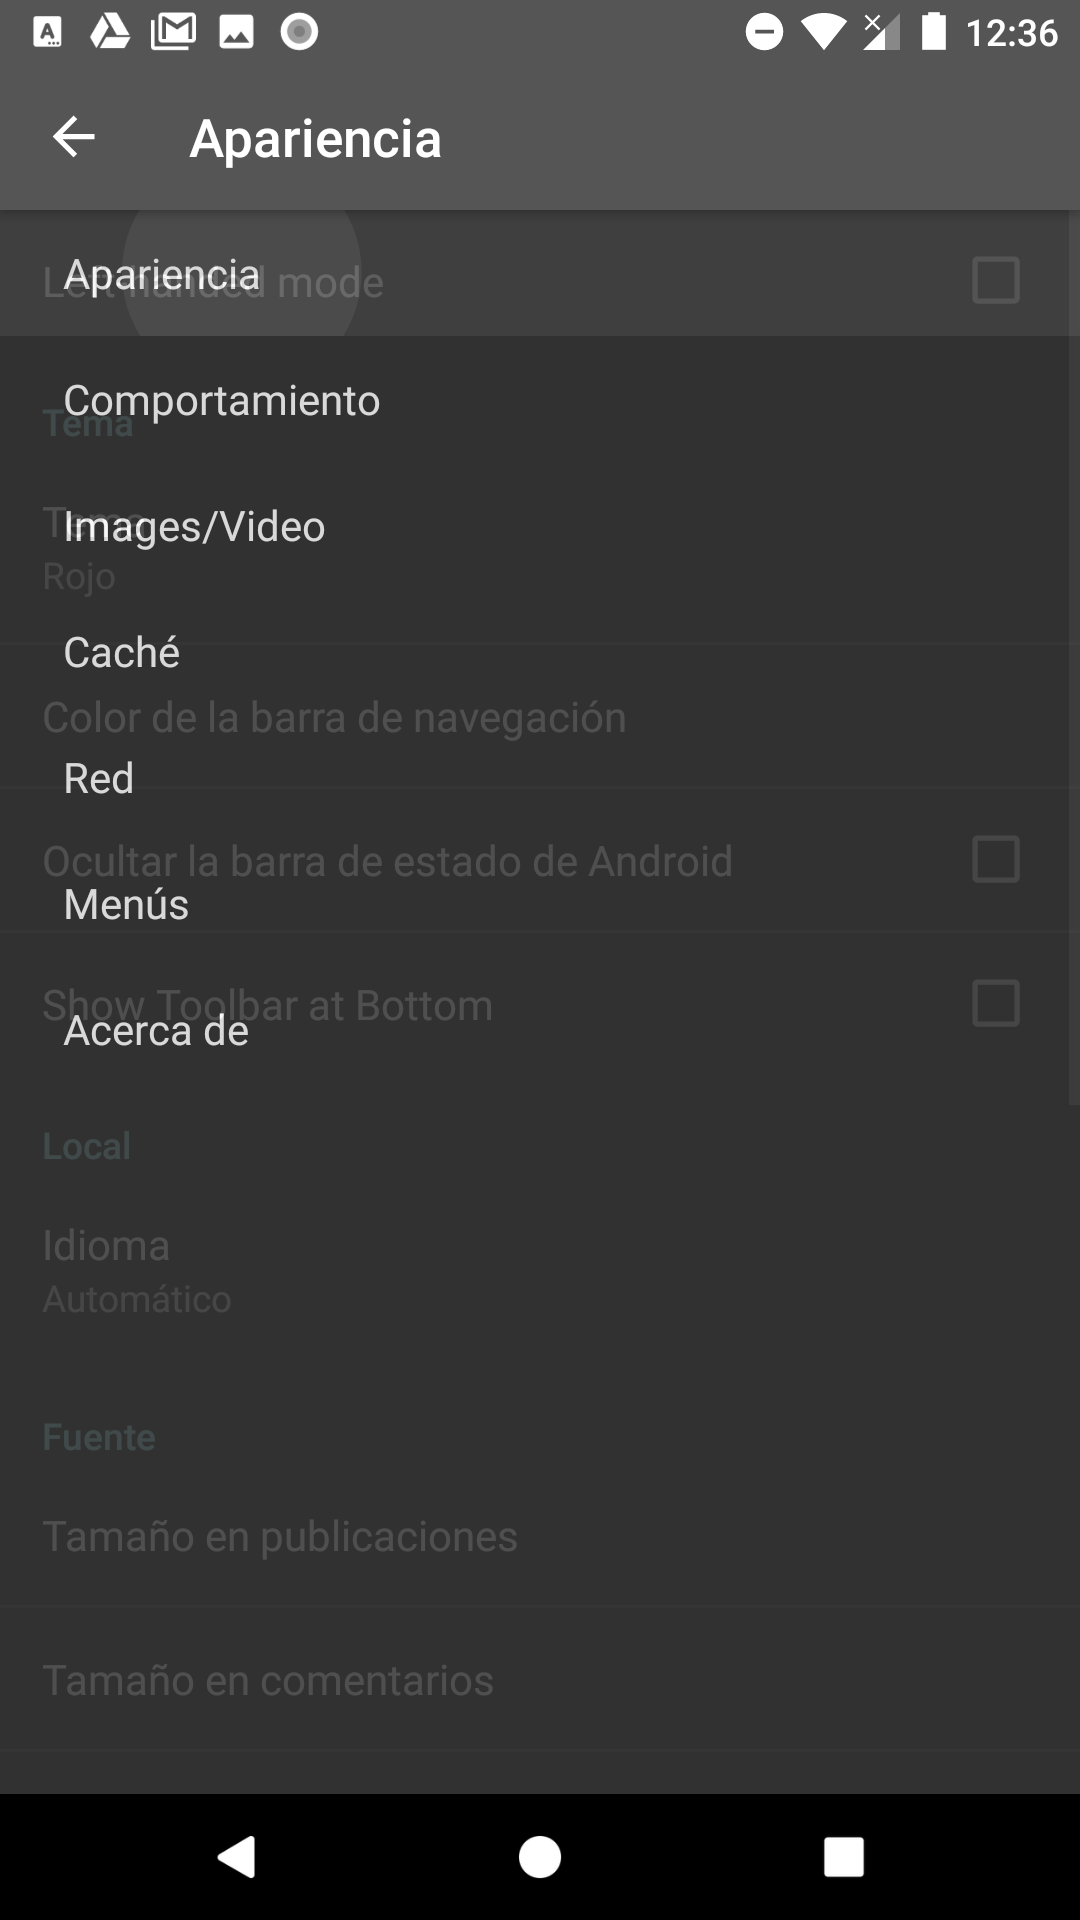 12:36
Apariencia
Apariencia
Left handed mode
Comportamiento
Tema
Images/Video
Tema
Rojo
Caché
Color de la barra de navegación
Red
Ocultar la barra de estado de Android
Menús
Show Toolbar at Bottom
Acerca de
Local
Idioma
Automático
Fuente
Tamaño en publicaciones
Tamaño en comentarios